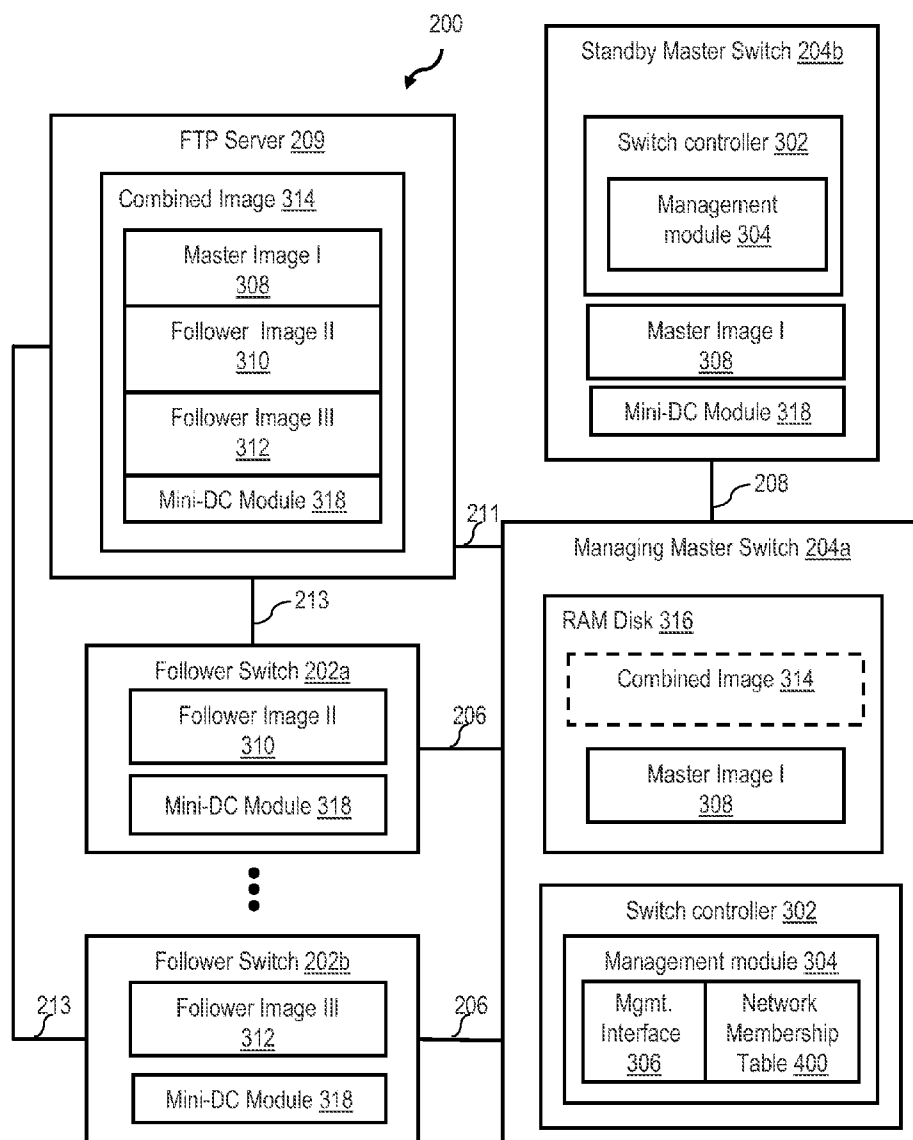 200
Standby Master Switch 204b
Switch controller 302
Management
module 304
Master Image I
308
Mini-DC Module 318
208
FTP Server 209
Combined Image 314
Master Image I
308
Follower Image II
310
Follower Image III
312
Mini-DC Module 318
211
213
Managing Master Switch 204a
RAM Disk 316
Combined Image 314
Master Image I
308
Follower Switch 202a
Follower Image II
310
Mini-DC Module 318
206
Switch controller 302
Management module 304
Mgmt.
Interface
306
Network
Membership
Table 400
Follower Switch 202b
Follower Image III
312
Mini-DC Module 318
213
206